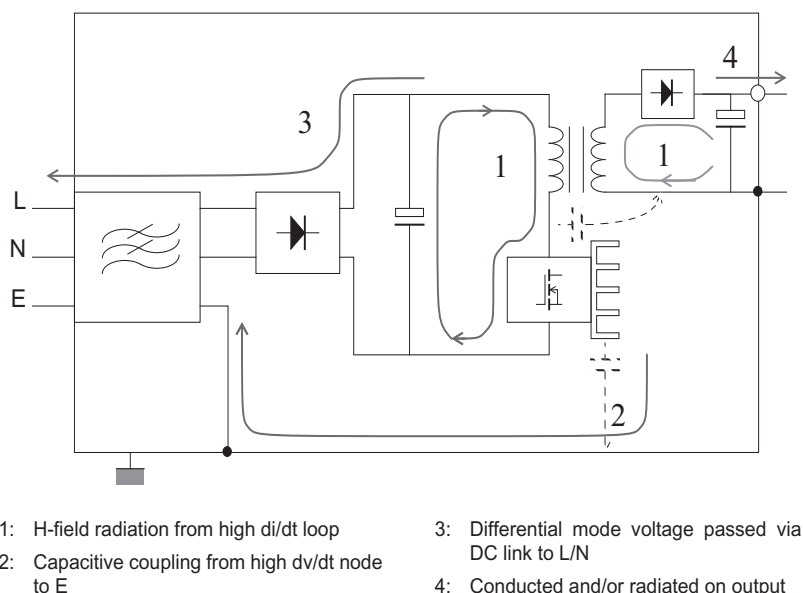 4
3
1
1
L
N
E
2
1: H-field radiation from high di/dt loop
2: Capacitive coupling from high dv/dt node
to E
3: Differential mode voltage passed via
DC link to L/N
4: Conducted and/or radiated on output